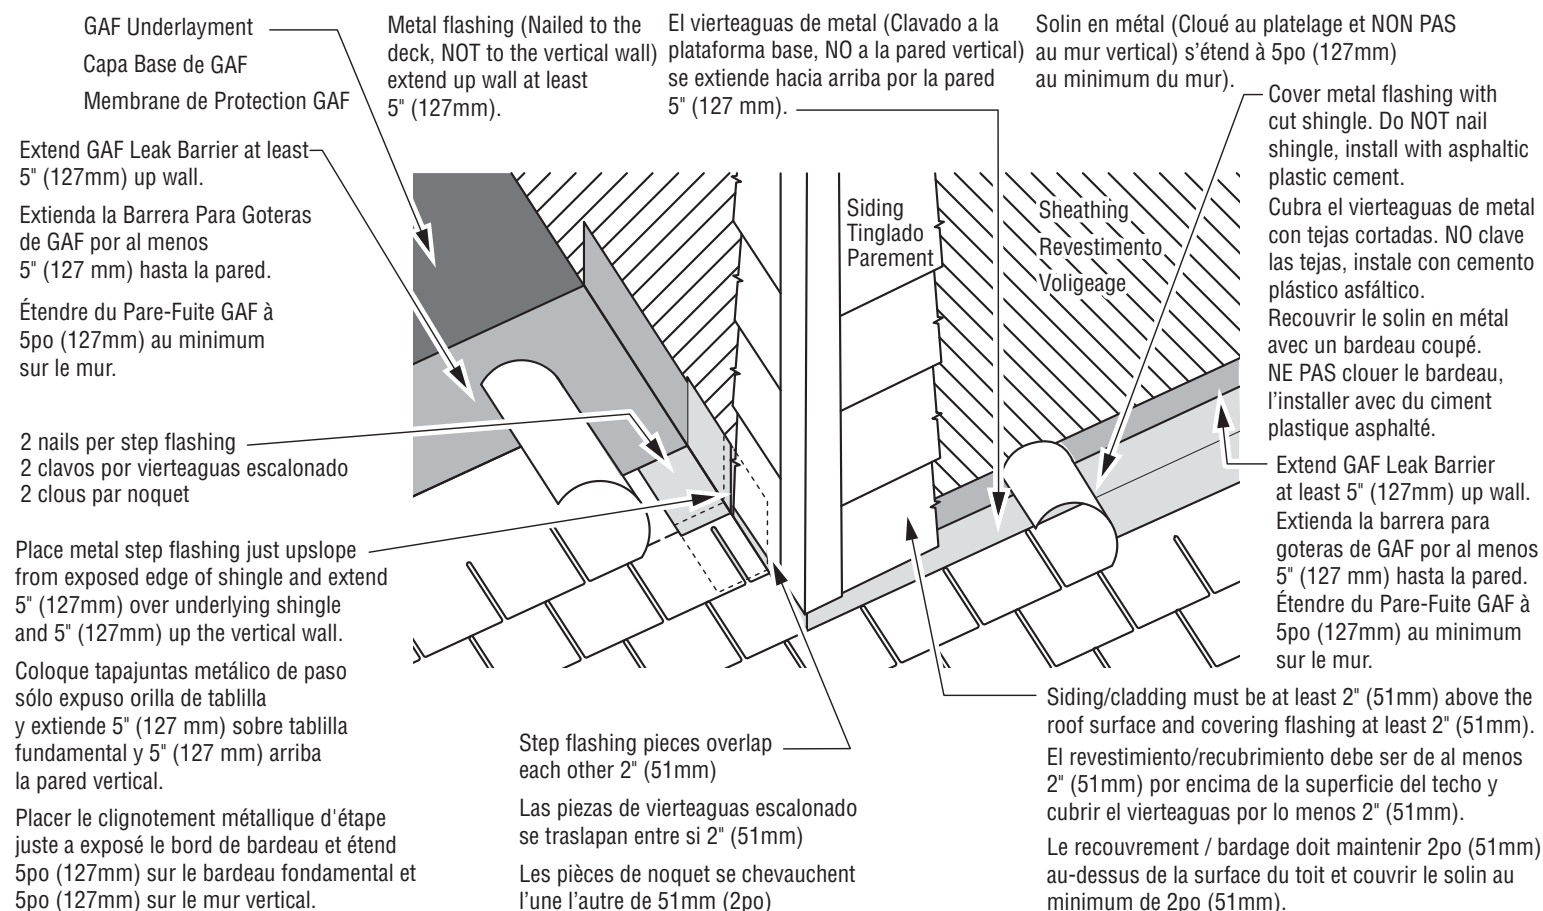 GAF Underlayment
Capa Base de GAF
Membrane de Protection GAF
Metal flashing (Nailed to the
deck, NOT to the vertical wall)
extend up wall at least
5" (127mm).
El vierteaguas de metal (Clavado a la
plataforma base, NO a la pared vertical)
se extiende hacia arriba por la pared
5" (127 mm).
Solin en métal (Cloué au platelage et NON PAS
au mur vertical) s’étend à 5po (127mm)
au minimum du mur).
Extend GAF Leak Barrier at least
5" (127mm) up wall.
Extienda la Barrera Para Goteras
de GAF por al menos
5" (127 mm) hasta la pared.
Étendre du Pare-Fuite GAF à
5po (127mm) au minimum
sur le mur.
2 nails per step flashing
2 clavos por vierteaguas escalonado
2 clous par noquet
Place metal step flashing just upslope
from exposed edge of shingle and extend
5" (127mm) over underlying shingle
and 5" (127mm) up the vertical wall.
Coloque tapajuntas metálico de paso
sólo expuso orilla de tablilla
y extiende 5" (127 mm) sobre tablilla
fundamental y 5" (127 mm) arriba
la pared vertical.
Placer le clignotement métallique d'étape
juste a exposé le bord de bardeau et étend
5po (127mm) sur le bardeau fondamental et
5po (127mm) sur le mur vertical.
Siding
Tinglado
Parement
Sheathing
Revestimento
Voligeage
Step flashing pieces overlap
each other 2" (51mm)
Las piezas de vierteaguas escalonado
se traslapan entre si 2" (51mm)
Les pièces de noquet se chevauchent
l’une l’autre de 51mm (2po)
Cover metal flashing with
cut shingle. Do NOT nail
shingle, install with asphaltic
plastic cement.
Cubra el vierteaguas de metal
con tejas cortadas. NO clave
las tejas, instale con cemento
plástico asfáltico.
Recouvrir le solin en métal
avec un bardeau coupé.
NE PAS clouer le bardeau,
l’installer avec du ciment
plastique asphalté.
Extend GAF Leak Barrier
at least 5" (127mm) up wall.
Extienda la barrera para
goteras de GAF por al menos
5" (127 mm) hasta la pared.
Étendre du Pare-Fuite GAF à
5po (127mm) au minimum
sur le mur.
Siding/cladding must be at least 2" (51mm) above the
roof surface and covering flashing at least 2" (51mm).
El revestimiento/recubrimiento debe ser de al menos
2" (51mm) por encima de la superficie del techo y
cubrir el vierteaguas por lo menos 2" (51mm).
Le recouvrement / bardage doit maintenir 2po (51mm)
au-dessus de la surface du toit et couvrir le solin au
minimum de 2po (51mm).